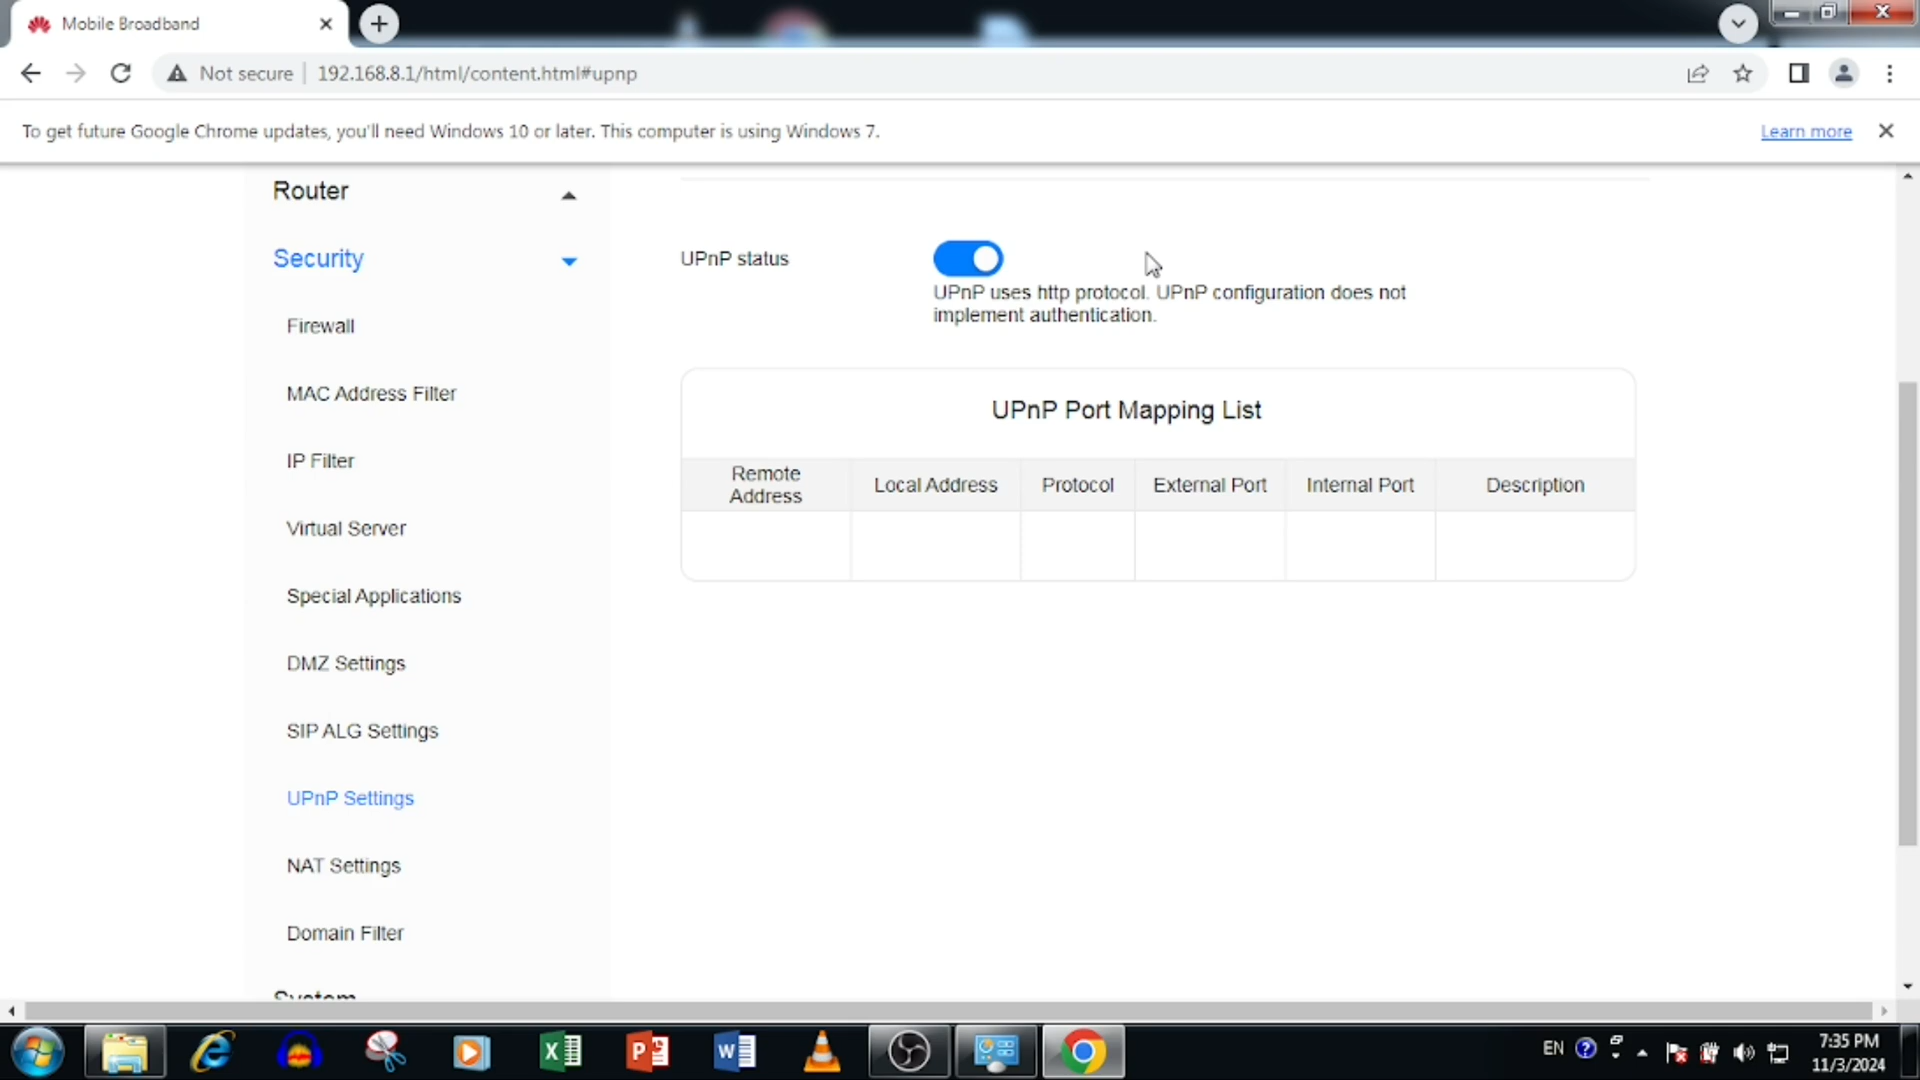 Mobile Broadband
Not secure
192.168.8.1/html/content.html#upnp
To get future Google Chrome updates, you'll need Windows 10 or later. This computer is using Windows 7.
Learn more
Router
Security
Firewall
MAC Address Filter
IP Filter
Virtual Server
Special Applications
DMZ Settings
SIP ALG Settings
UPnP Settings
NAT Settings
Domain Filter
System
UPnP status
UPnP uses http protocol. UPnP configuration does not
implement authentication.
UPnP Port Mapping List
Remote
Address
Local Address
Protocol
External Port
Internal Port
Description
EN
7:35 PM
11/3/2024